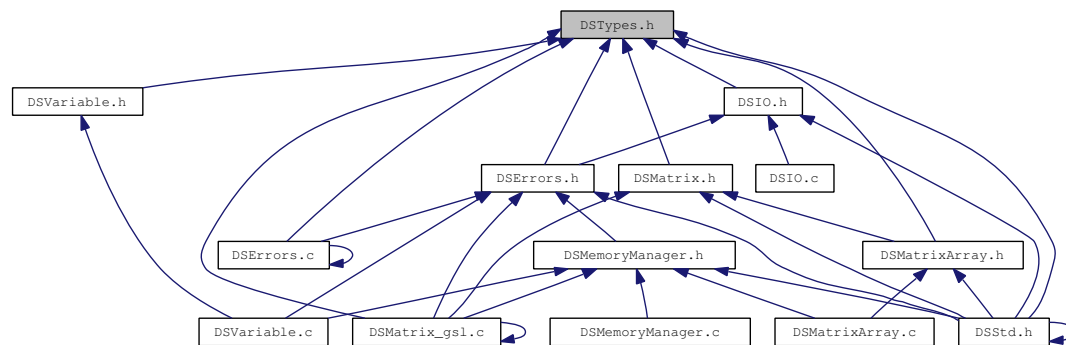 DSTypes.h
DSVariable.h
DSIO.h
DSErrors.h
DSMatrix.h
DSIO.c
DSErrors.c
DSMemoryManager.h
DSMatrixArray.h
DSVariable.c
DSMatrix_gsl.c
DSMemoryManager.c
DSMatrixArray.c
DSStd.h